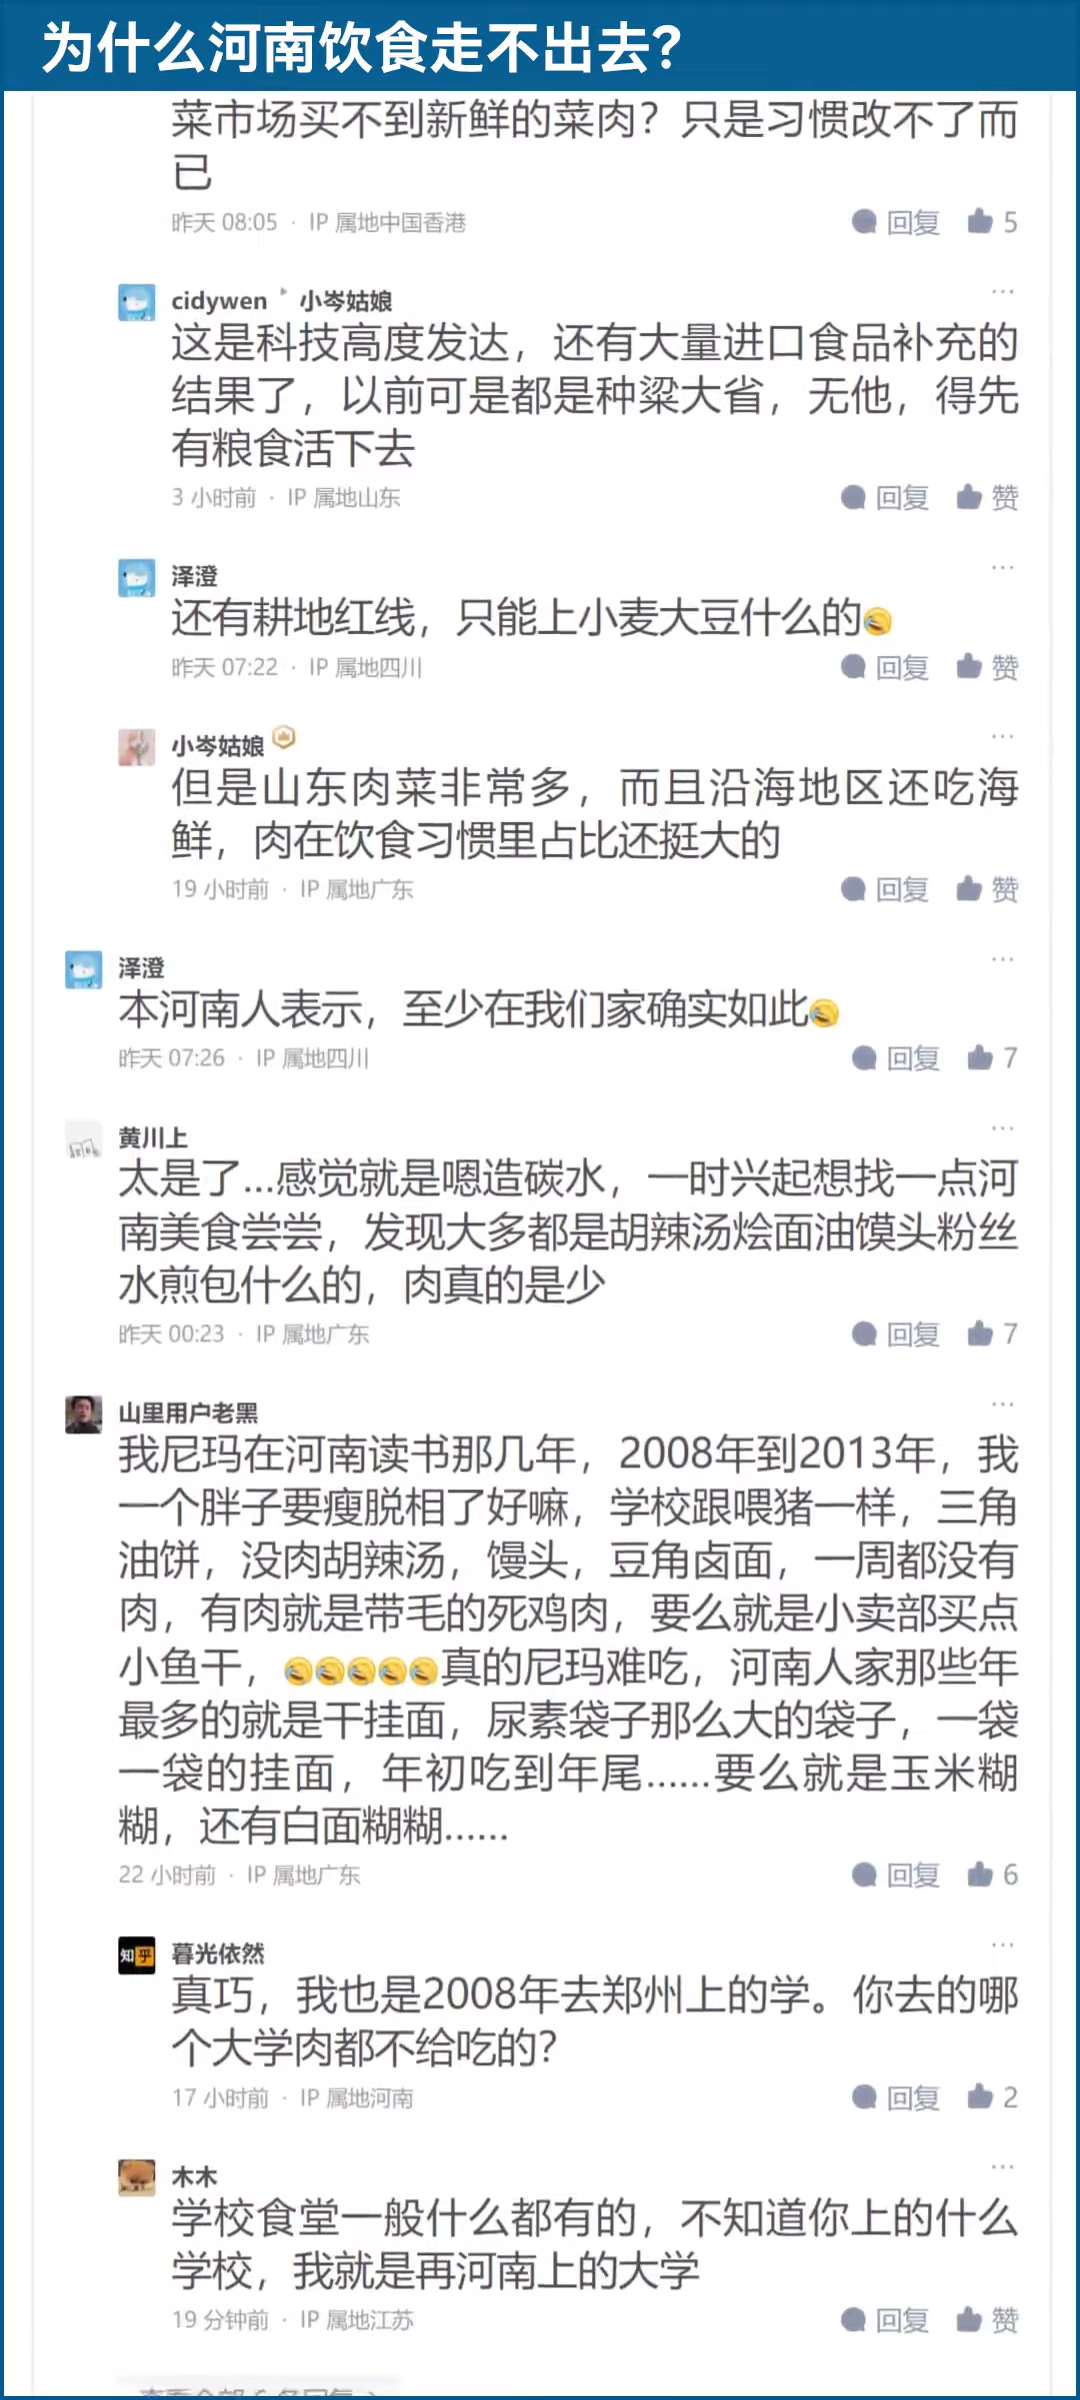 为什么河南饮食走不出去?
菜市场买不到新鲜的菜肉？只是习惯改不了而
已
昨天 08:05 · IP 属地中国香港
回复 5
cidywen 小岑姑娘
这是科技高度发达，还有大量进口食品补充的
结果了，以前可是都是种粱大省，无他，得先
有粮食活下去
3 小时前 · IP 属地山东
回复 赞
泽澄
还有耕地红线，只能上小麦大豆什么的
昨天 07:22 · IP 属地四川
回复 赞
小岑姑娘
但是山东肉菜非常多，而且沿海地区还吃海
鲜，肉在饮食习惯里占比还挺大的
19 小时前 · IP 属地广东
回复 赞
泽澄
本河南人表示，至少在我们家确实如此
昨天 07:26 · IP 属地四川
回复 7
黄川上
太是了...感觉就是嗯造碳水，一时兴起想找一点河
南美食尝尝，发现大多都是胡辣汤烩面油馍头粉丝
水煎包什么的，肉真的是少
昨天 00:23 · IP 属地广东
回复 7
山里用户老黑
我尼玛在河南读书那几年，2008年到2013年，我
一个胖子要瘦脱相了好嘛，学校跟喂猪一样，三角
油饼，没肉胡辣汤，馒头，豆角卤面，一周都没有
肉，有肉就是带毛的死鸡肉，要么就是小卖部买点
小鱼干，真的尼玛难吃，河南人家那些年
最多的就是干挂面，尿素袋子那么大的袋子，一袋
一袋的挂面，年初吃到年尾......要么就是玉米糊
糊，还有白面糊糊......
22 小时前 · IP 属地广东
回复 6
知乎
暮光依然
真巧，我也是2008年去郑州上的学。你去的哪
个大学肉都不给吃的?
17 小时前 · IP 属地河南
回复 2
木木
学校食堂一般什么都有的，不知道你上的什么
学校，我就是再河南上的大学
19 分钟前 · IP 属地江苏
回复 赞